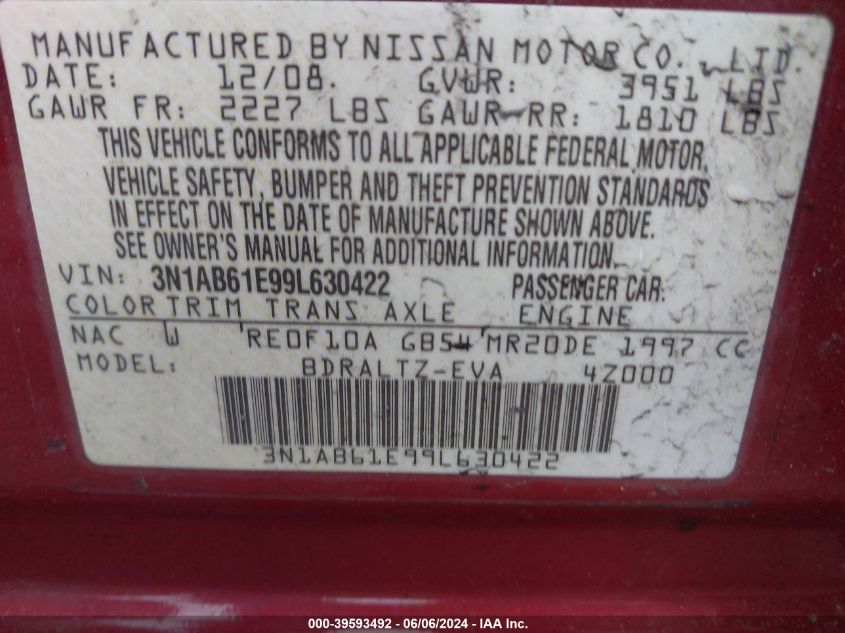 MANUFACTURED BY NISSAN MOTOR CO., LTD.
DATE: 12/08. GVWR: 3951 LBS
GAWR FR: 2227 LBS GAWR-RR: 1810 LBS
THIS VEHICLE CONFORMS TO ALL APPLICABLE FEDERAL MOTOR
VEHICLE SAFETY, BUMPER AND THEFT PREVENTION STANDARDS
IN EFFECT ON THE DATE OF MANUFACTURE SHOWN ABOVE.
SEE OWNER'S MANUAL FOR ADDITIONAL INFORMATION.
VIN: 3N1AB61E99L630422 PASSENGER CAR.
COLOR TRIM TRANS AXLE ENGINE
NAC W RE0F10A GB54 MR20DE 1997 CC
MODEL: BDRALTZ-EVA 4Z000
3N1AB61E99L630422
000-39593492 - 06/06/2024 - IAA Inc.